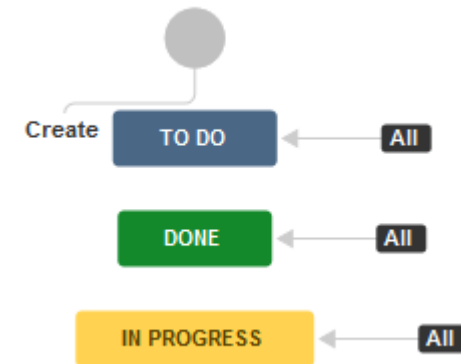 Create
TO DO
All
DONE
All
IN PROGRESS
All